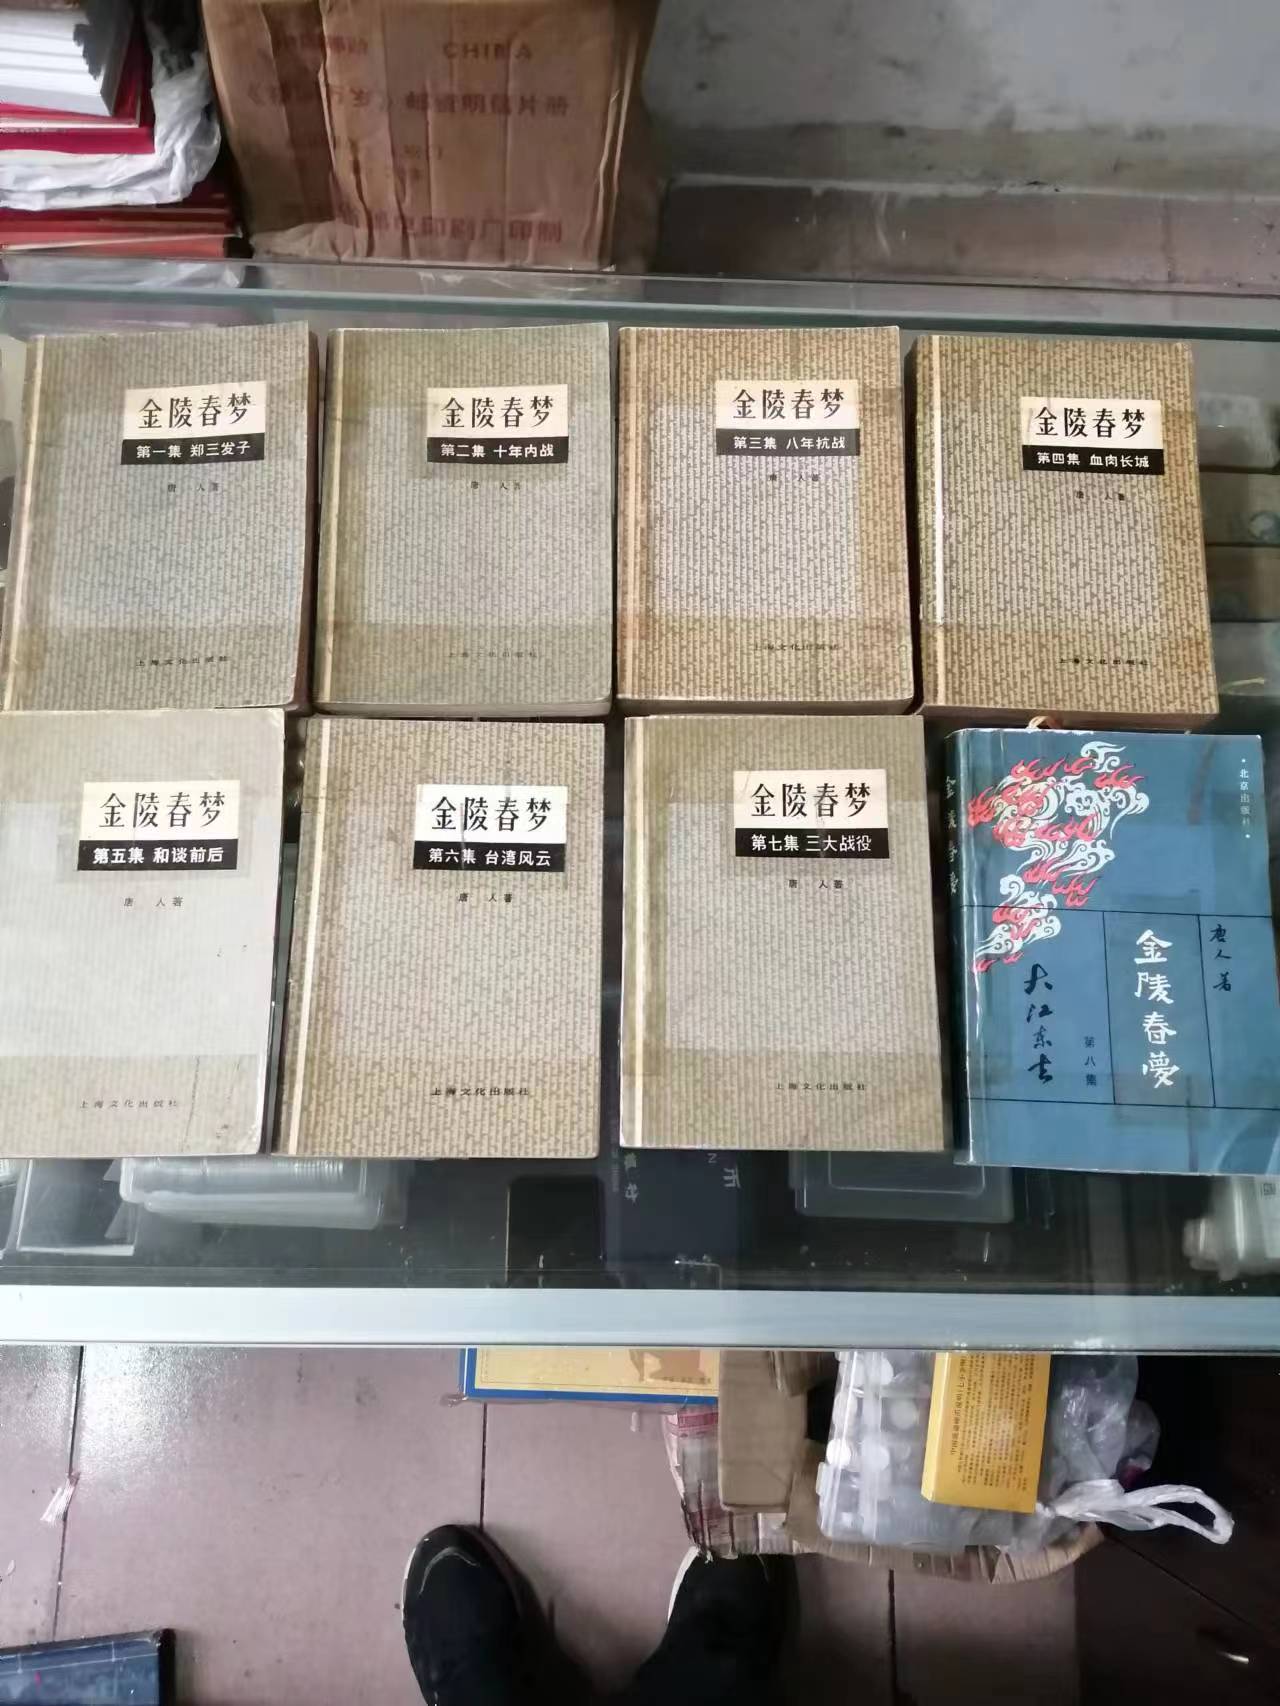 CHINA
邮资明信片册
印刷厂印制
金陵春梦
第一集 郑三发子
唐 人著
上海文化出版社
金陵春梦
第二集 十年内战
唐 人著
上海文化出版社
金陵春梦
第三集 八年抗战
唐 人著
上海文化出版社
金陵春梦
第四集 血肉长城
唐 人著
上海文化出版社
金陵春梦
第五集 和谈前后
唐 人著
上海文化出版社
金陵春梦
第六集 台湾风云
唐 人著
上海文化出版社
金陵春梦
第七集 三大战役
唐 人著
上海文化出版社
金陵春夢
·北京出版社·
唐人著
金陵春夢
第八集
大江东去